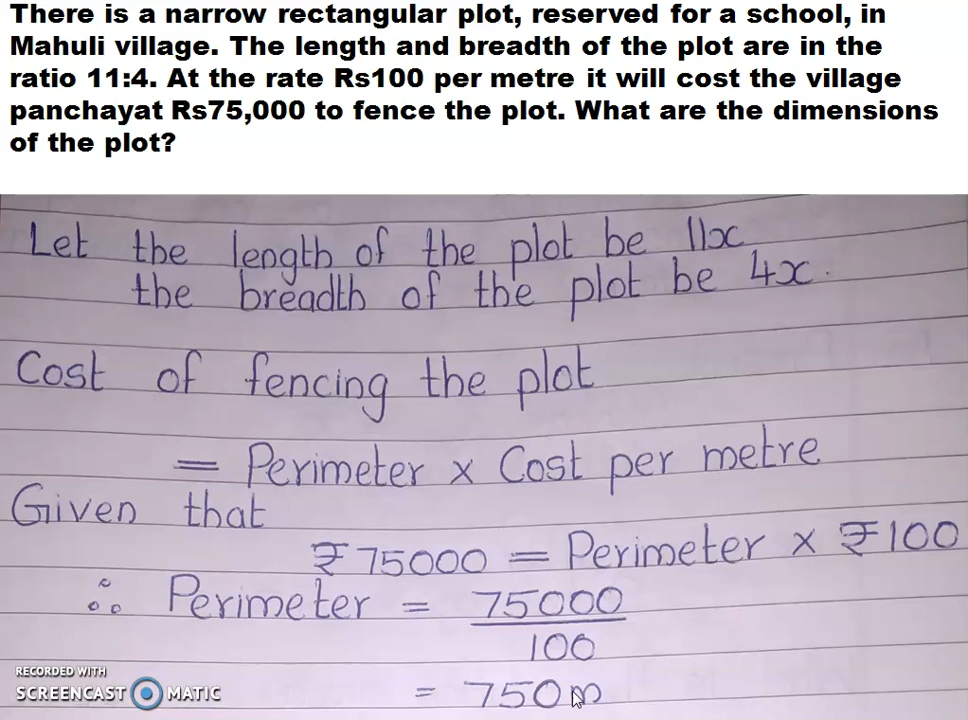 There is a narrow rectangular plot, reserved for a school, in
Mahuli village. The length and breadth of the plot are in the
ratio 11:4. At the rate Rs100 per metre it will cost the village
panchayat Rs75,000 to fence the plot. What are the dimensions
of the plot?
Let the length of the plot be 11x
the breadth of the plot be 4x.
Cost of fencing the plot
= Perimeter x Cost per metre
Given that
₹75000 = Perimeter x ₹100
∴ Perimeter = 75000
100
= 750m
RECORDED WITH
SCREENCAST MATIC